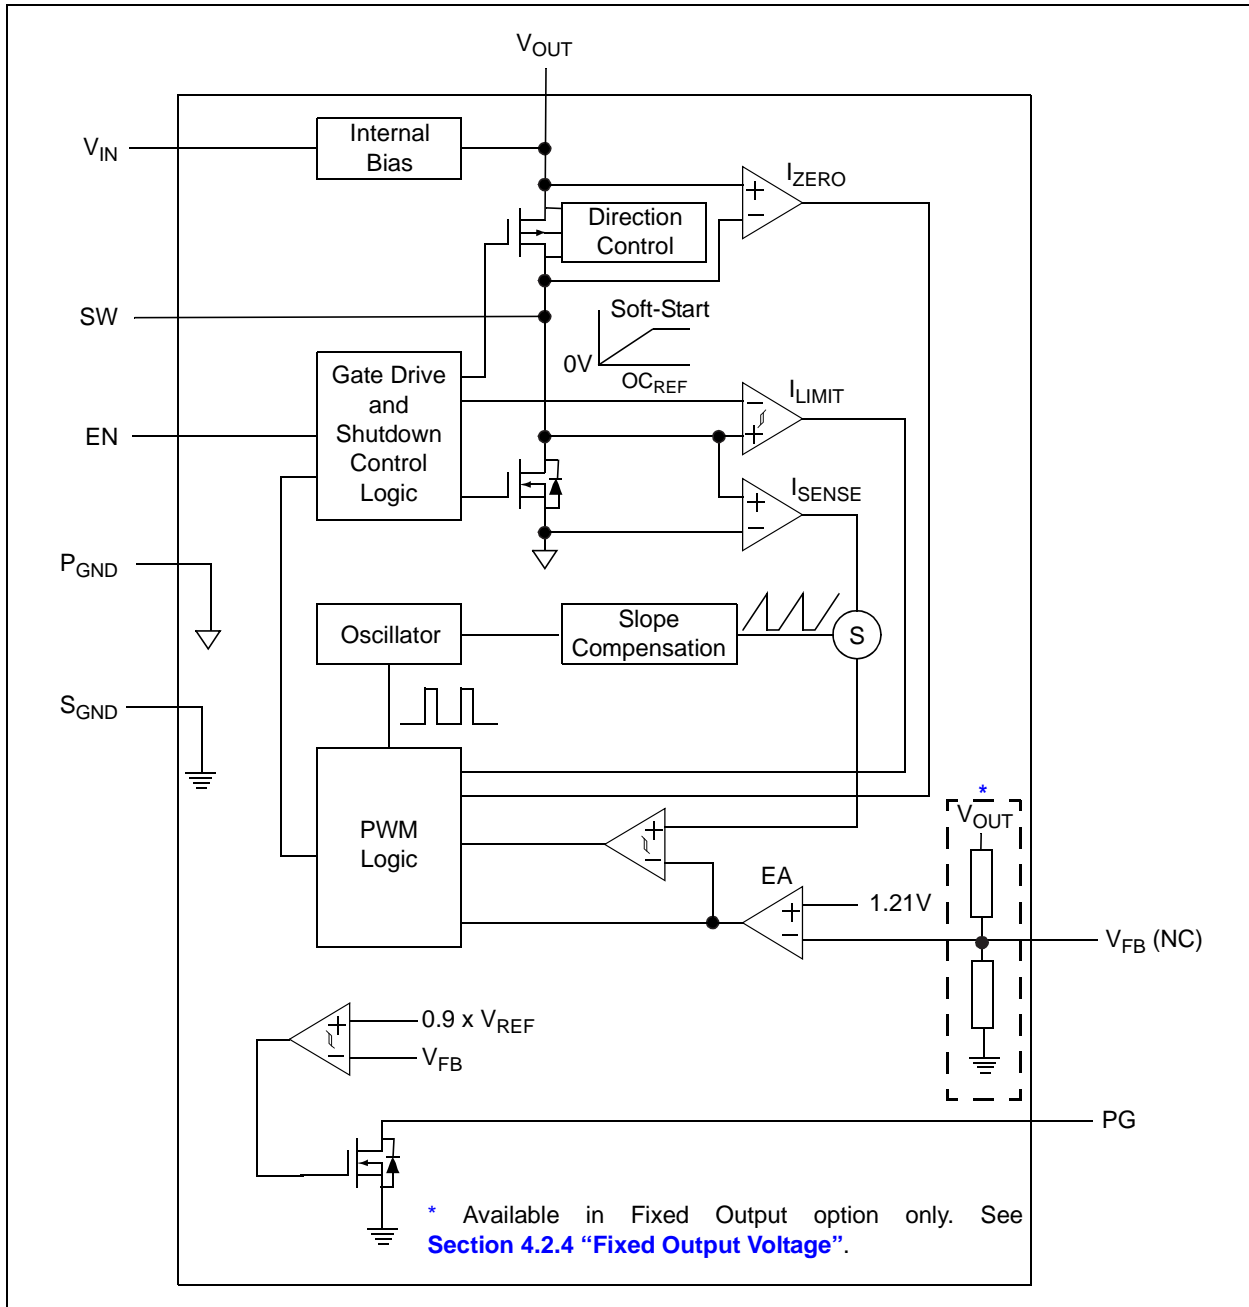 VOUT
VIN
Internal
Bias
IZERO
+
−
Direction
Control
SW
Soft-Start
0V
OCREF
Gate Drive
and
Shutdown
Control
Logic
ILIMIT
−
+
EN
ISENSE
+
−
PGND
Oscillator
Slope
Compensation
S
SGND
PWM
Logic
*
VOUT
+
−
EA
+
−
1.21V
VFB (NC)
+
−
0.9 x VREF
VFB
PG
* Available in Fixed Output option only. See
Section 4.2.4 “Fixed Output Voltage”.